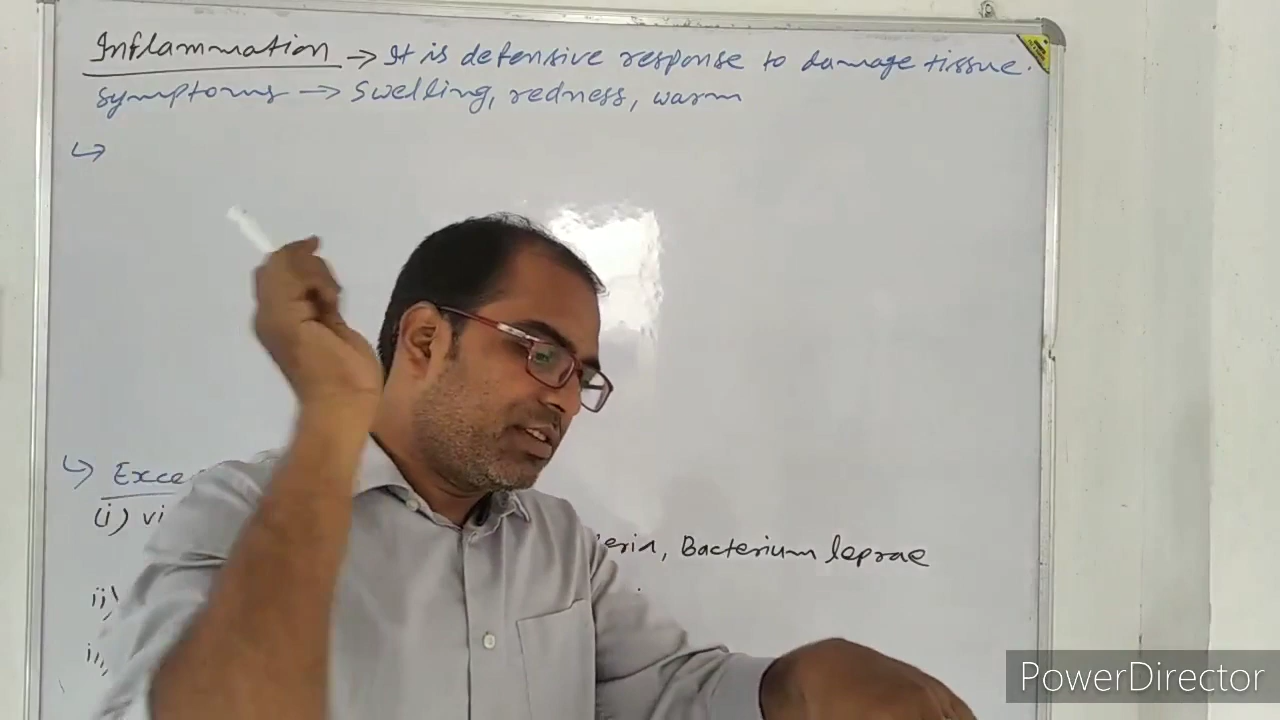 Inflammation → It is defensive response to damage tissue.
Symptoms → Swelling, redness, warm
↳
↳ Exce
(i) vi eria, Bacterium leprae
ii)
iii,
PowerDirector